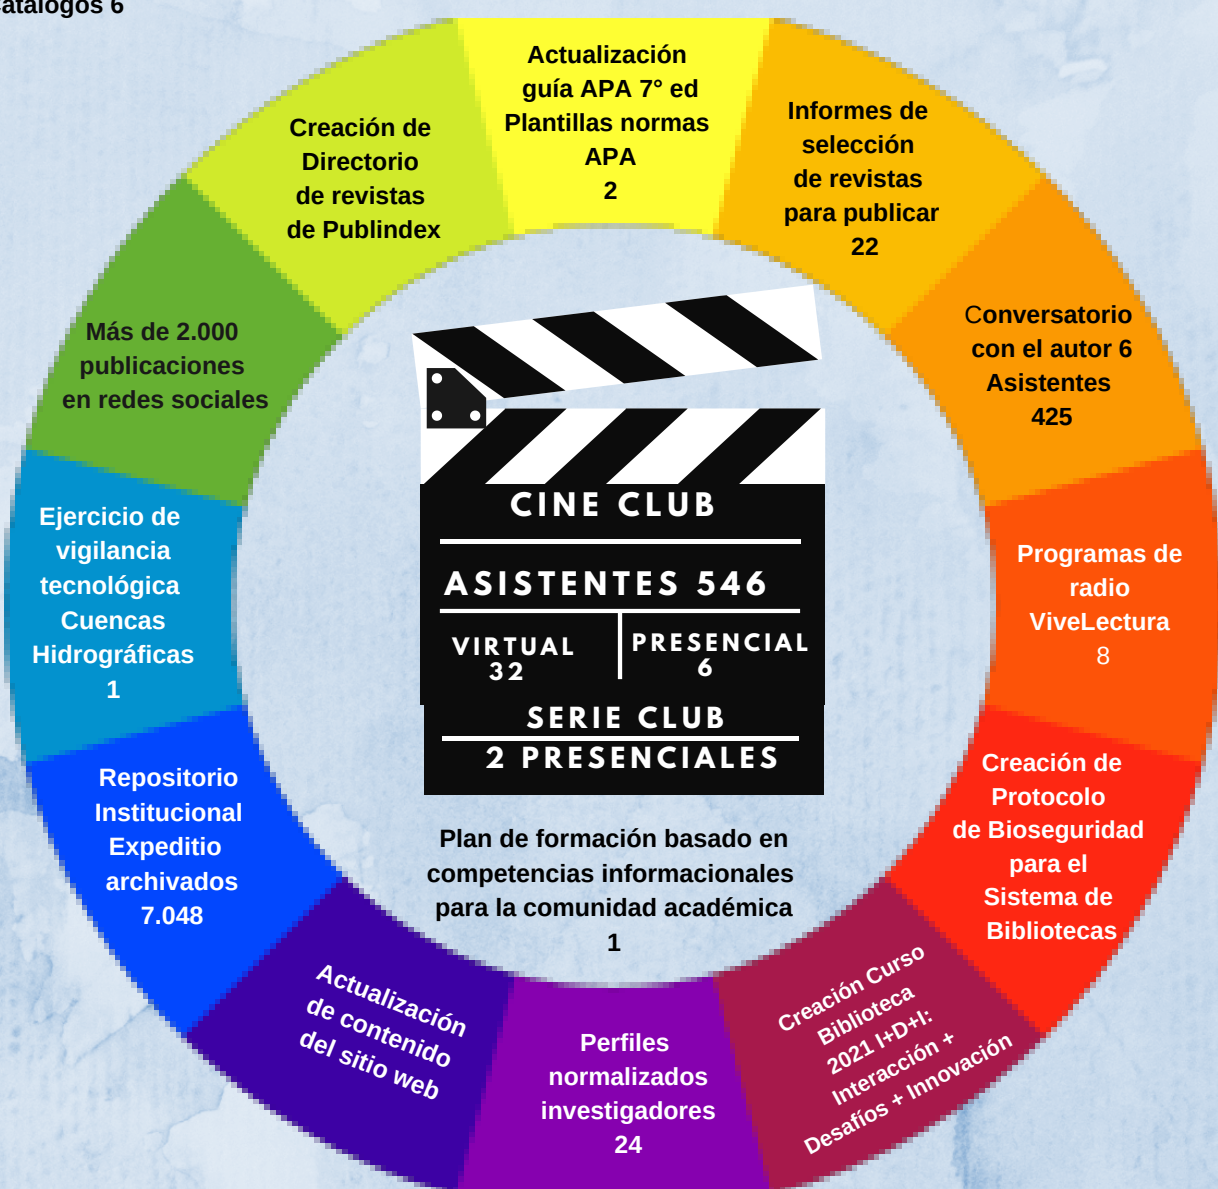 Catálogos 6
Actualización
guía APA 7° ed
Plantillas normas
APA
2
Informes de
selección
de revistas
para publicar
22
Conversatorio
con el autor 6
Asistentes
425
Programas de
radio
ViveLectura
8
Creación de
Protocolo
de Bioseguridad
para el
Sistema de
Bibliotecas
Creación Curso
Biblioteca
2021 I+D+I:
Interacción +
Desafíos + Innovación
Perfiles
normalizados
investigadores
24
Actualización
de contenido
del sitio web
Repositorio
Institucional
Expeditio
archivados
7.048
Ejercicio de
vigilancia
tecnológica
Cuencas
Hidrográficas
1
Más de 2.000
publicaciones
en redes sociales
Creación de
Directorio
de revistas
de Publindex
CINE CLUB
ASISTENTES 546
VIRTUAL
32
PRESENCIAL
6
SERIE CLUB
2 PRESENCIALES
Plan de formación basado en
competencias informacionales
para la comunidad académica
1